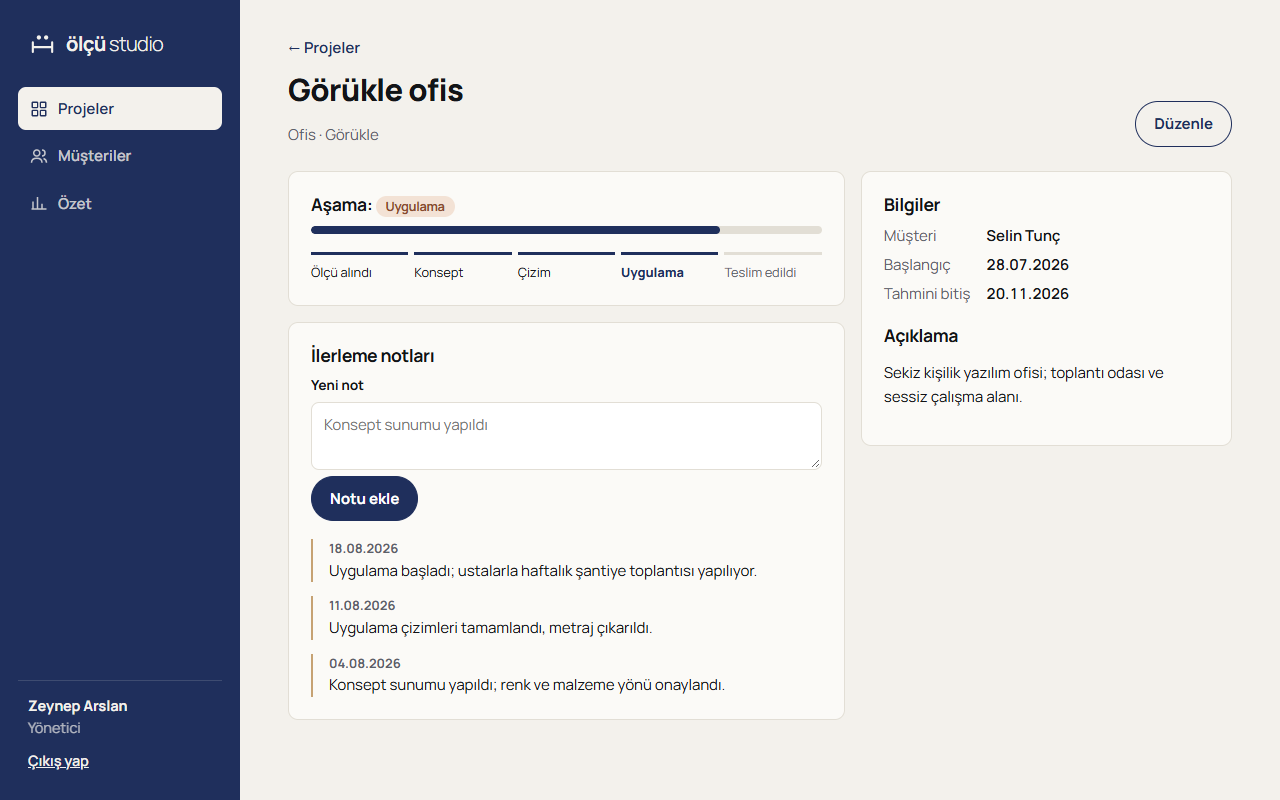 ölçü studio
Projeler
Müşteriler
Özet
Zeynep Arslan
Yönetici
Çıkış yap
← Projeler
Görükle ofis
Ofis · Görükle
Düzenle
Aşama: Uygulama
Ölçü alındı
Konsept
Çizim
Uygulama
Teslim edildi
İlerleme notları
Yeni not
Konsept sunumu yapıldı
Notu ekle
18.08.2026
Uygulama başladı; ustalarla haftalık şantiye toplantısı yapılıyor.
11.08.2026
Uygulama çizimleri tamamlandı, metraj çıkarıldı.
04.08.2026
Konsept sunumu yapıldı; renk ve malzeme yönü onaylandı.
Bilgiler
Müşteri Selin Tunç
Başlangıç 28.07.2026
Tahmini bitiş 20.11.2026
Açıklama
Sekiz kişilik yazılım ofisi; toplantı odası ve
sessiz çalışma alanı.